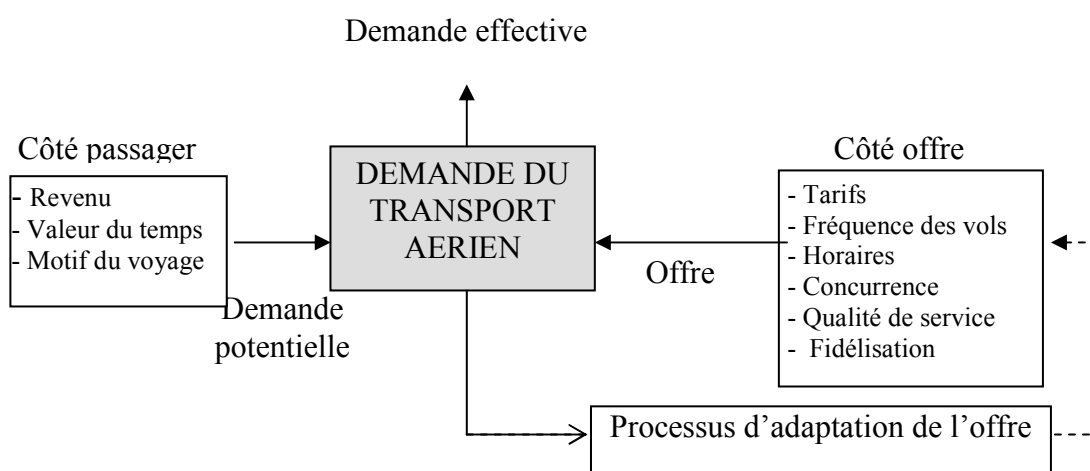 Demande effective
Côté passager
- Revenu
- Valeur du temps
- Motif du voyage
Demande
potentielle
DEMANDE DU
TRANSPORT
AERIEN
Offre
Côté offre
- Tarifs
- Fréquence des vols
- Horaires
- Concurrence
- Qualité de service
- Fidélisation
Processus d’adaptation de l’offre